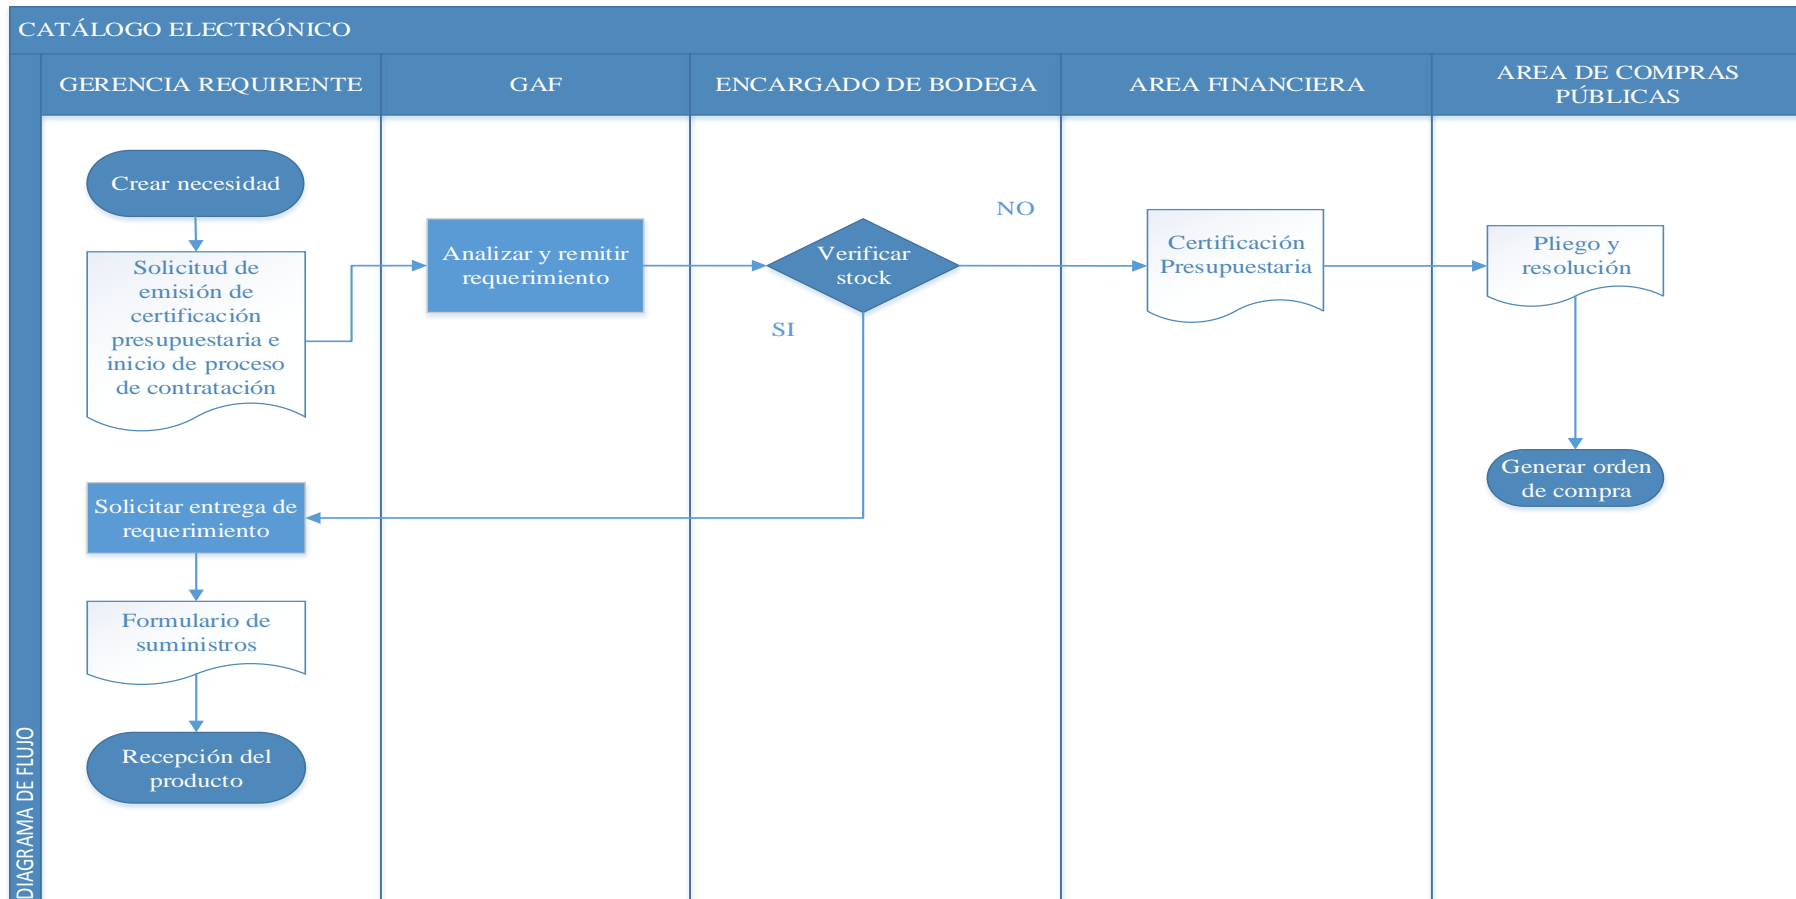 CATÁLOGO ELECTRÓNICO
GERENCIA REQUIRENTE
GAF
ENCARGADO DE BODEGA
AREA FINANCIERA
AREA DE COMPRAS
PÚBLICAS
Crear necesidad
Solicitud de
emisión de
certificación
presupuestaria e
inicio de proceso
de contratación
Analizar y remitir
requerimiento
Verificar
stock
NO
SI
Certificación
Presupuestaria
Pliego y
resolución
Generar orden
de compra
Solicitar entrega de
requerimiento
Formulario de
suministros
Recepción del
producto
DIAGRAMA DE FLUJO